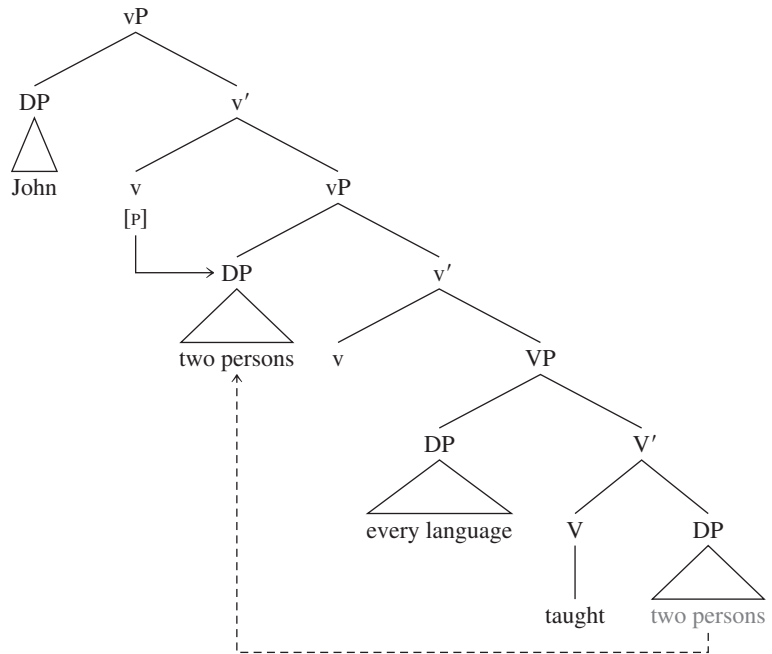 vP
DP v′
John v vP
[P]
DP v′
two persons v VP
DP V′
every language V DP
taught two persons